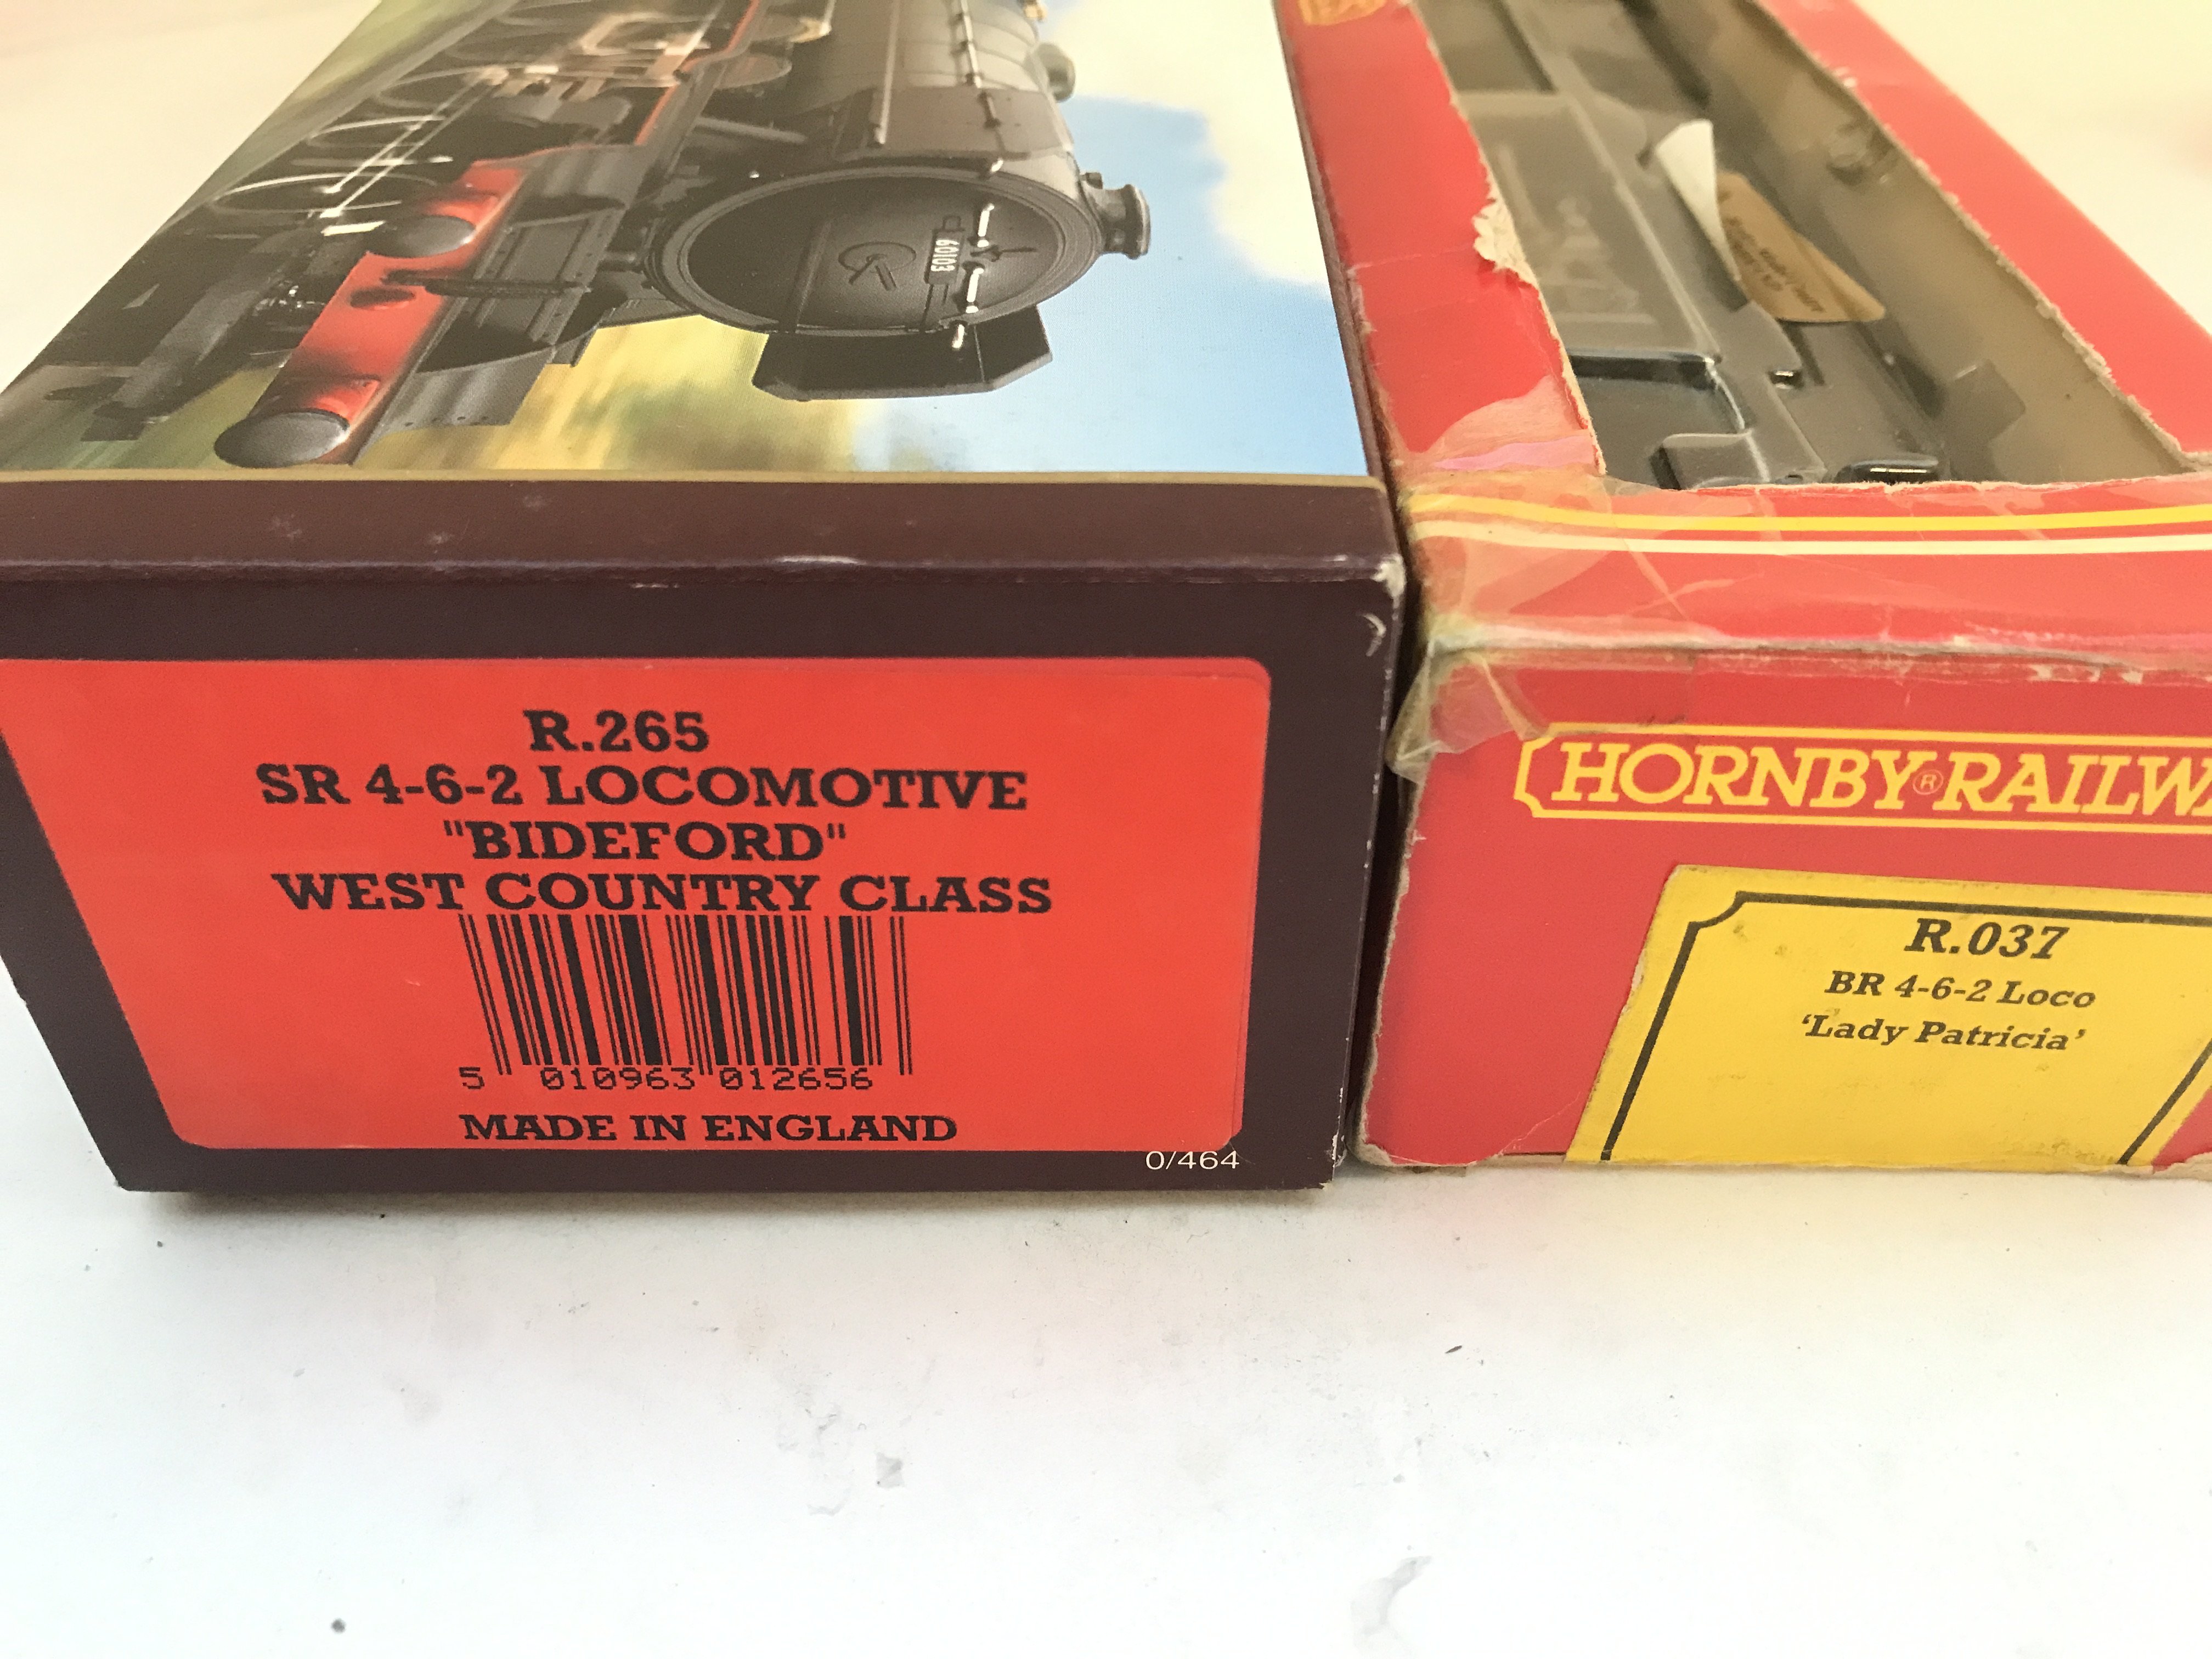 60103
R.265
SR 4-6-2 LOCOMOTIVE
"BIDEFORD"
WEST COUNTRY CLASS
5 010963 012656
MADE IN ENGLAND
0/464
HORNBY® RAILWA
R.037
BR 4-6-2 Loco
‘Lady Patricia’